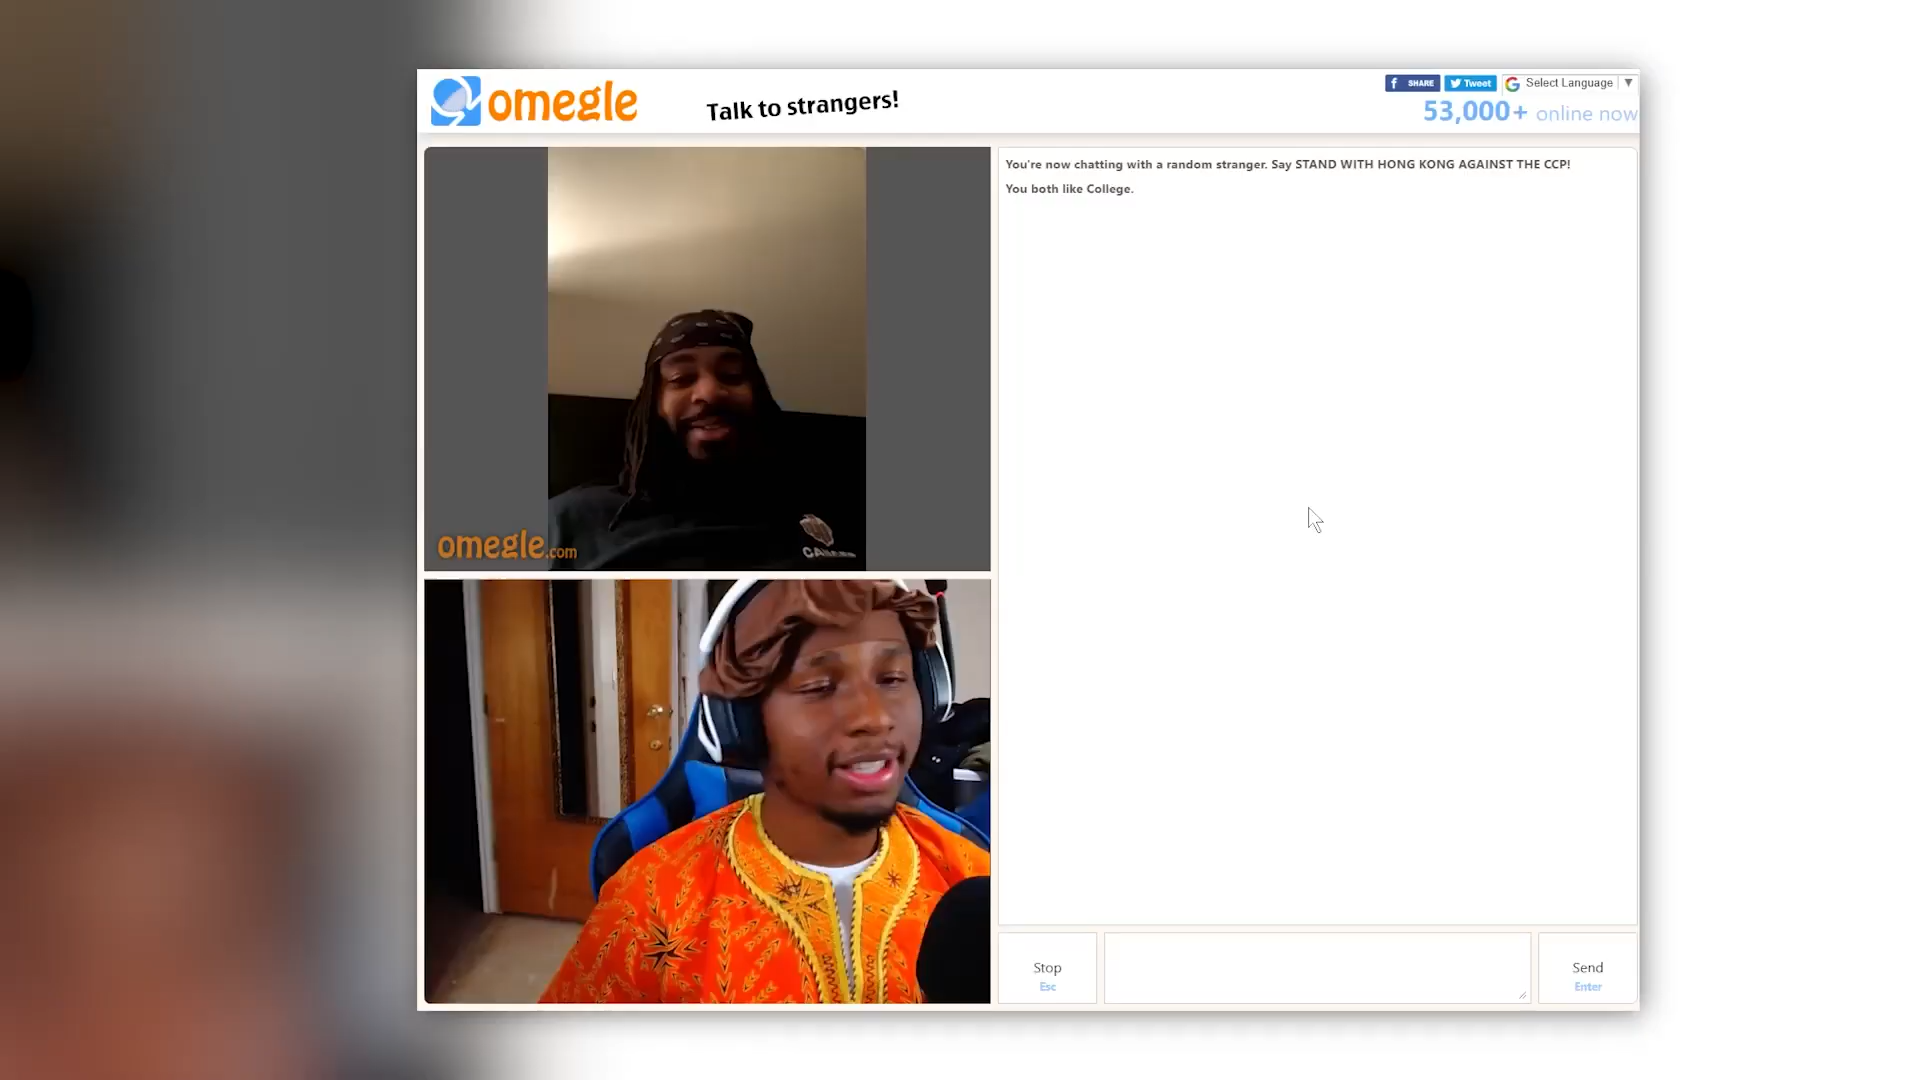 omegle
Talk to strangers!
SHARE
Tweet
Select Language
53,000+ online now
You're now chatting with a random stranger. Say STAND WITH HONG KONG AGAINST THE CCP!
You both like College.
omegle.com
Stop
Esc
Send
Enter